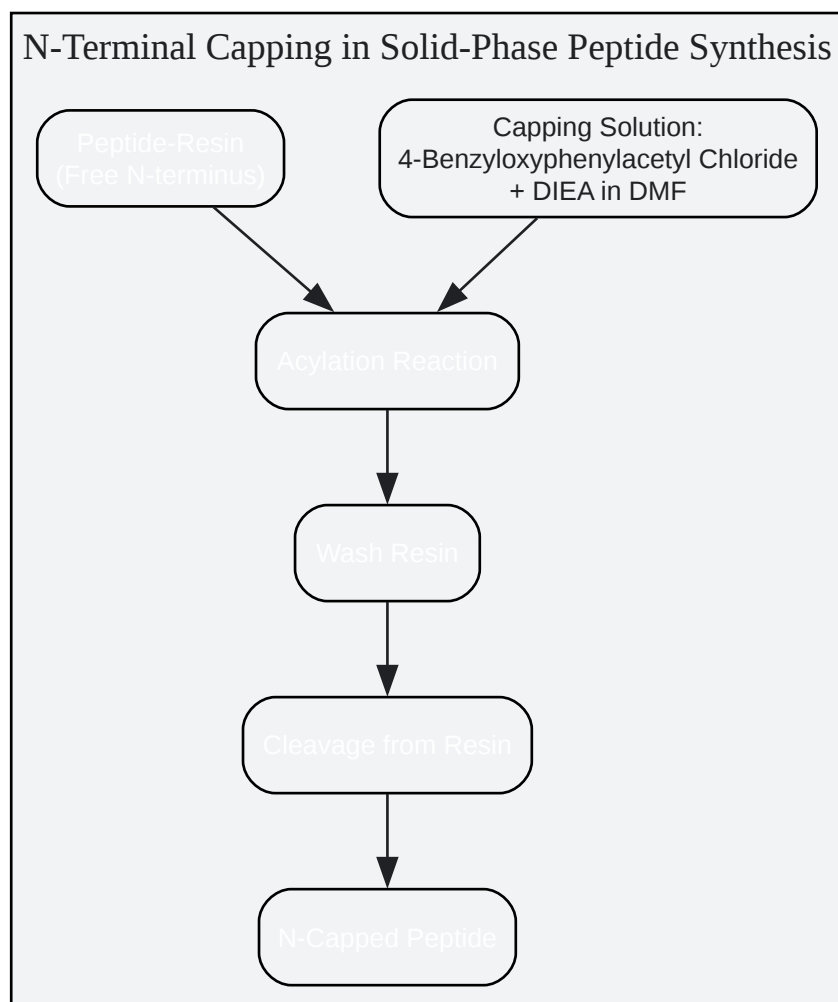 N-Terminal Capping in Solid-Phase Peptide Synthesis
Peptide-Resin
(Free N-terminus)
Capping Solution:
4-Benzyloxyphenylacetyl Chloride
+ DIEA in DMF
Acylation Reaction
Wash Resin
Cleavage from Resin
N-Capped Peptide